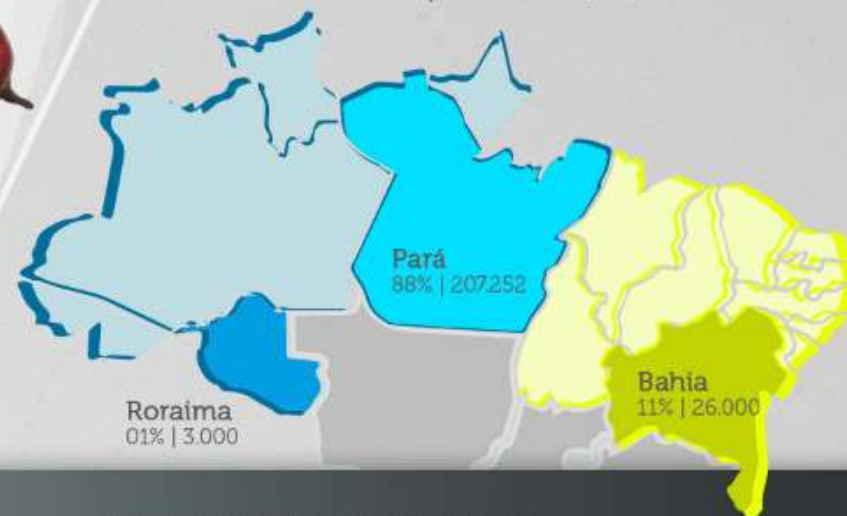 Pará
88% | 207.252
Roraima
01% | 3.000
Bahia
11% | 26.000